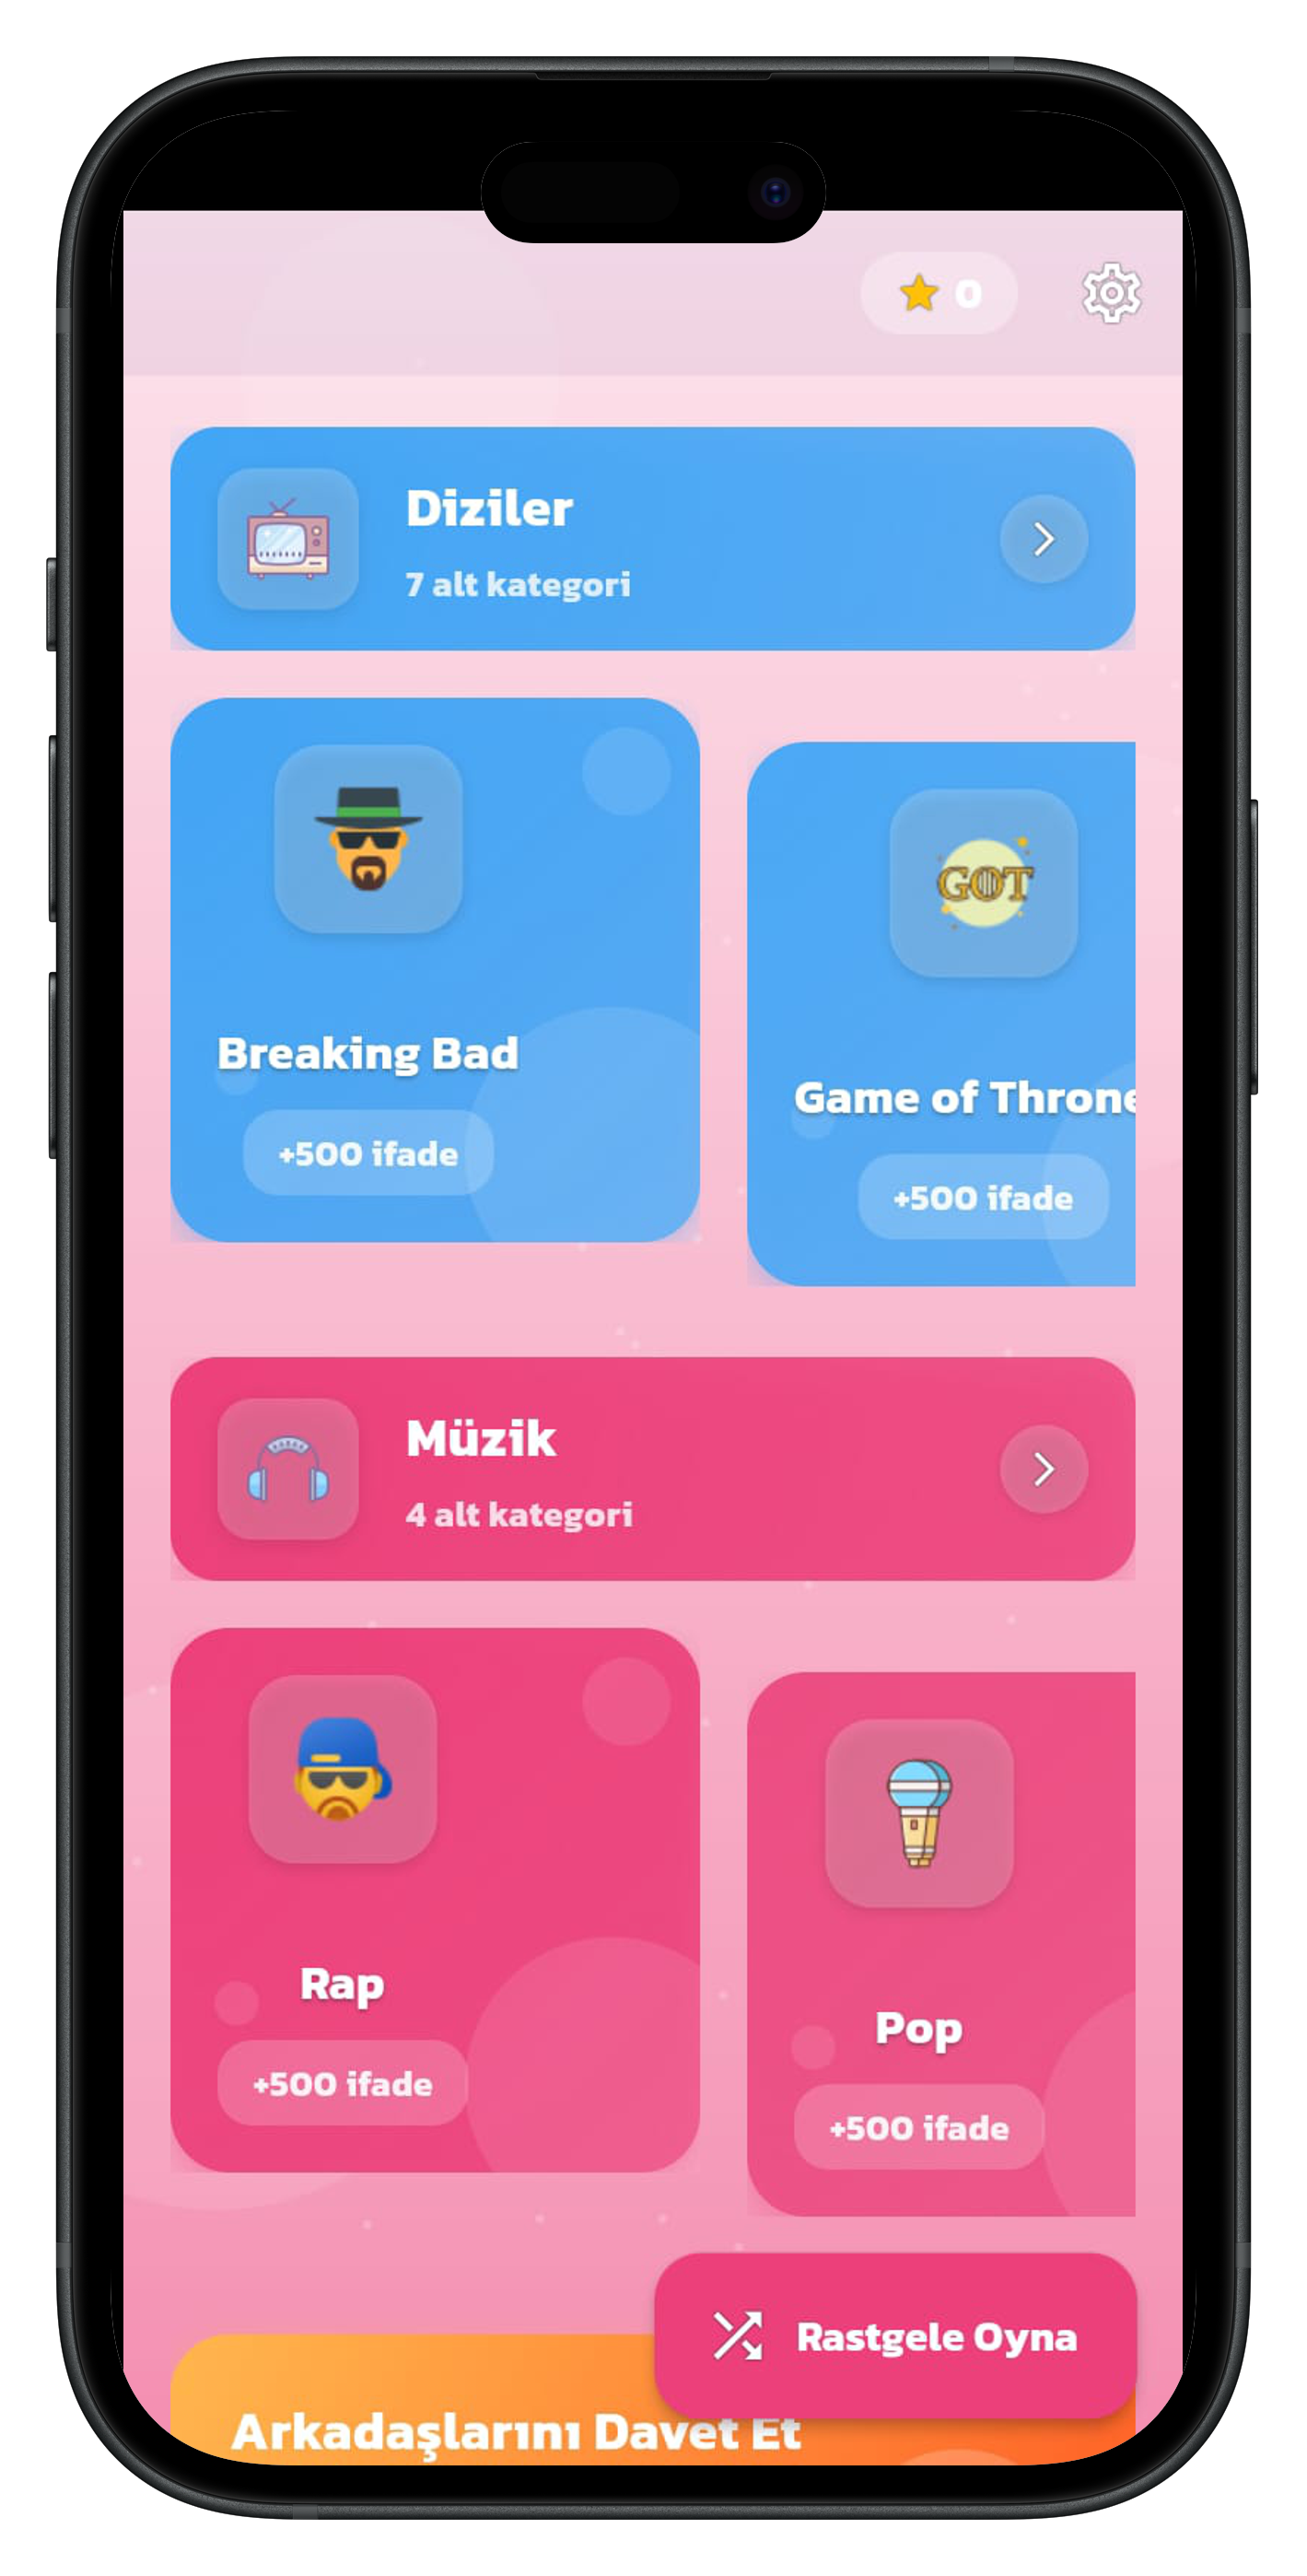 0
Diziler
7 alt kategori
Breaking Bad
+500 ifade
GOT
Game of Throne
+500 ifade
Müzik
4 alt kategori
Rap
+500 ifade
Pop
+500 ifade
Rastgele Oyna
Arkadaşlarını Davet Et